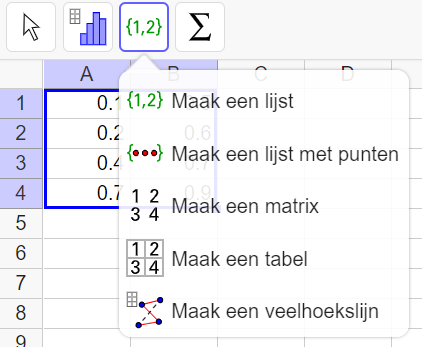 {1,2} Σ
A B C D
1 0.1 {1,2} Maak een lijst
2 0.2 0.6
3 0.4 0.7 Maak een lijst met punten
4 0.7 0.9 1 2 3 4 Maak een matrix
5
6 1 2 3 4 Maak een tabel
7
8 Maak een veelhoekslijn
9